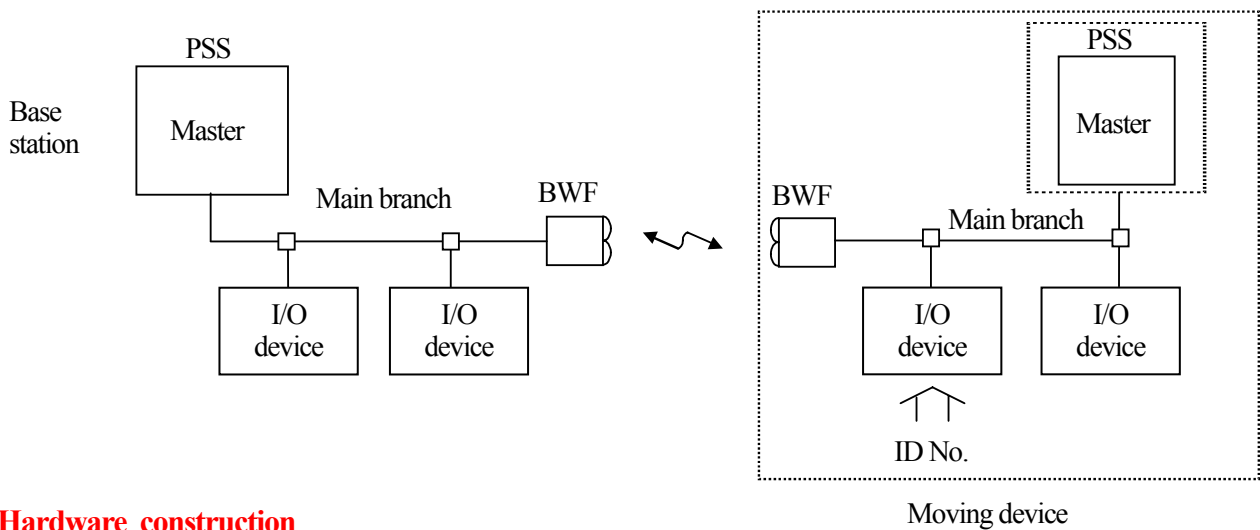 PSS
Base
station
Master
Main branch
BWF
I/O
device
I/O
device
PSS
Master
BWF
Main branch
I/O
device
I/O
device
ID No.
Moving device
Hardware construction